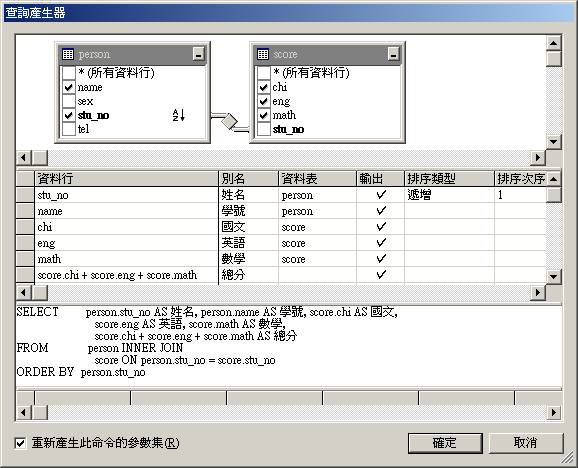 查詢產生器
person
* (所有資料行)
name
sex
stu_no
tel
score
* (所有資料行)
chi
eng
math
stu_no
資料行 別名 資料表 輸出 排序類型 排序次序
stu_no 姓名 person 遞增 1
name 學號 person
chi 國文 score
eng 英語 score
math 數學 score
score.chi + score.eng + score.math 總分
SELECT person.stu_no AS 姓名, person.name AS 學號, score.chi AS 國文,
score.eng AS 英語, score.math AS 數學,
score.chi + score.eng + score.math AS 總分
FROM person INNER JOIN
score ON person.stu_no = score.stu_no
ORDER BY person.stu_no
重新產生此命令的參數集(R)
確定 取消